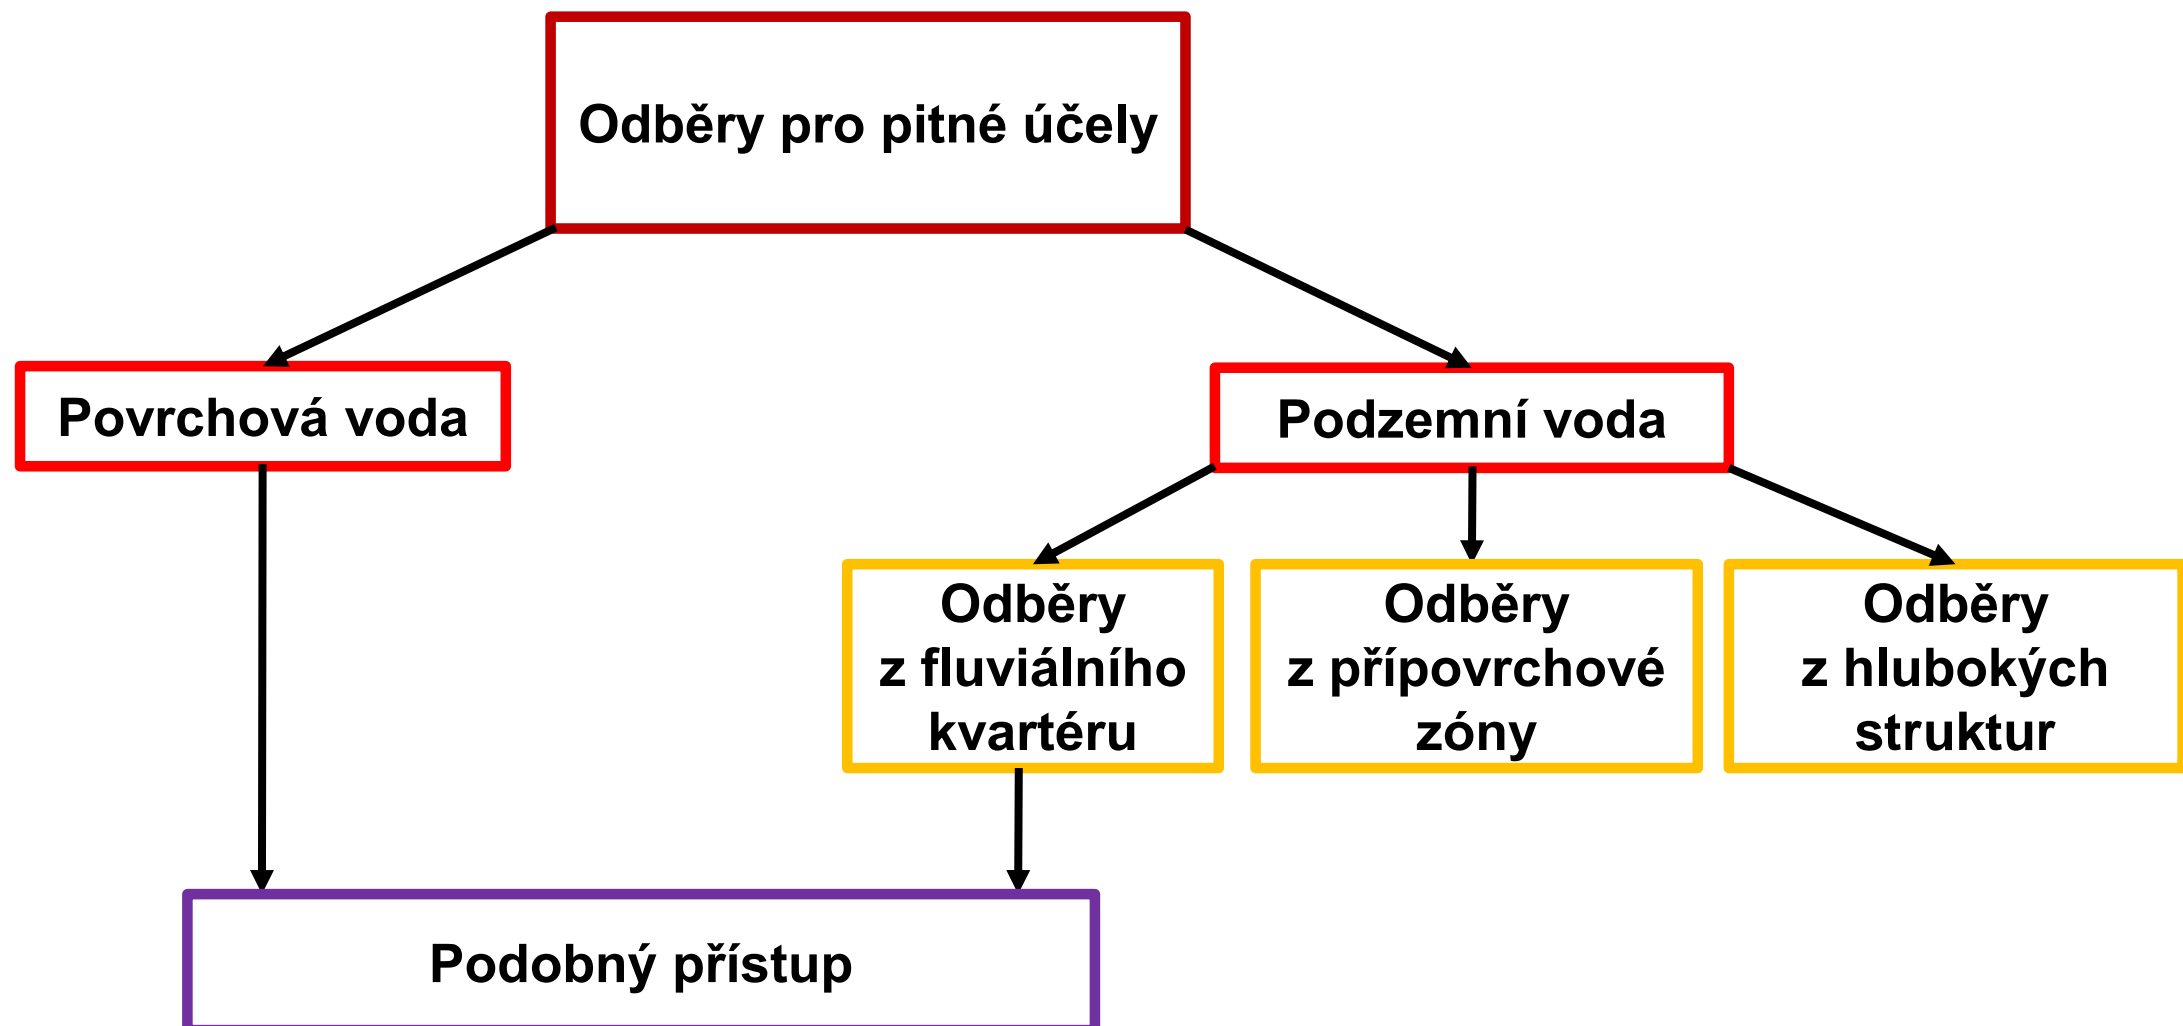 Odběry pro pitné účely
Povrchová voda
Podzemní voda
Odběry
z fluviálního
kvartéru
Odběry
z přípovrchové
zóny
Odběry
z hlubokých
struktur
Podobný přístup